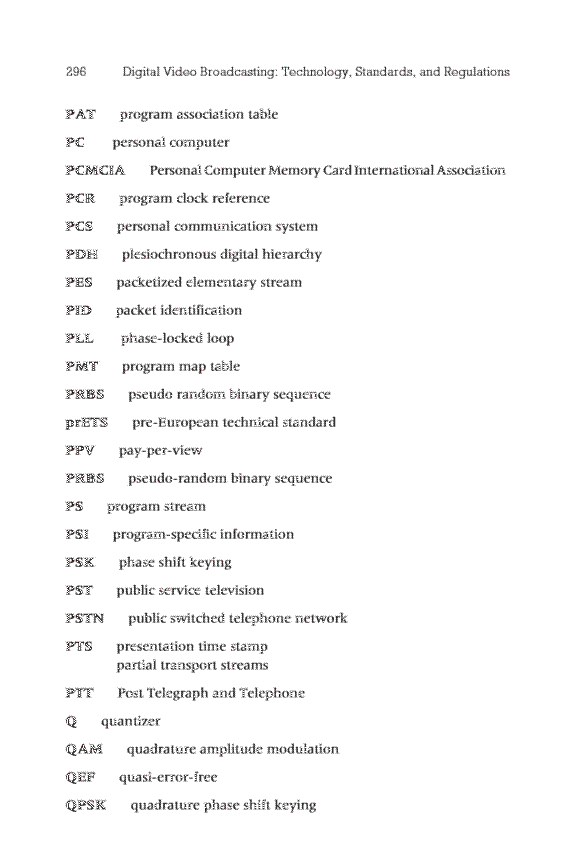 296 Digital Video Broadcasting: Technology, Standards, and Regulations
PAT program association table
PC personal computer
PCMCIA Personal Computer Memory Card International Association
PCR program clock reference
PCS personal communication system
PDH plesiochronous digital hierarchy
PES packetized elementary stream
PID packet identification
PLL phase-locked loop
PMT program map table
PRBS pseudo random binary sequence
prETS pre-European technical standard
PPV pay-per-view
PRBS pseudo-random binary sequence
PS program stream
PSI program-specific information
PSK phase shift keying
PST public service television
PSTN public switched telephone network
PTS presentation time stamp
partial transport streams
PTT Post Telegraph and Telephone
Q quantizer
QAM quadrature amplitude modulation
QEF quasi-error-free
QPSK quadrature phase shift keying